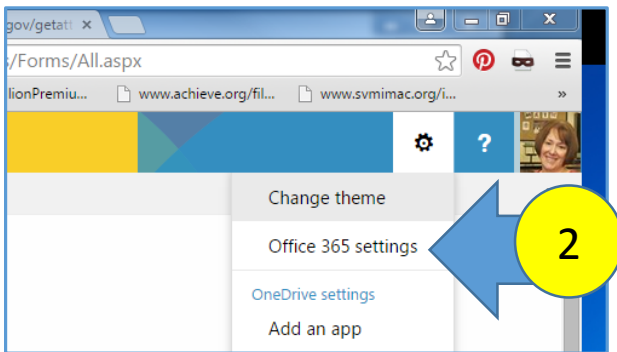 gov/getatt ×
s/Forms/All.aspx
lionPremiu... www.achieve.org/fil... www.svmimac.org/i... »
?
Change theme
Office 365 settings
2
OneDrive settings
Add an app